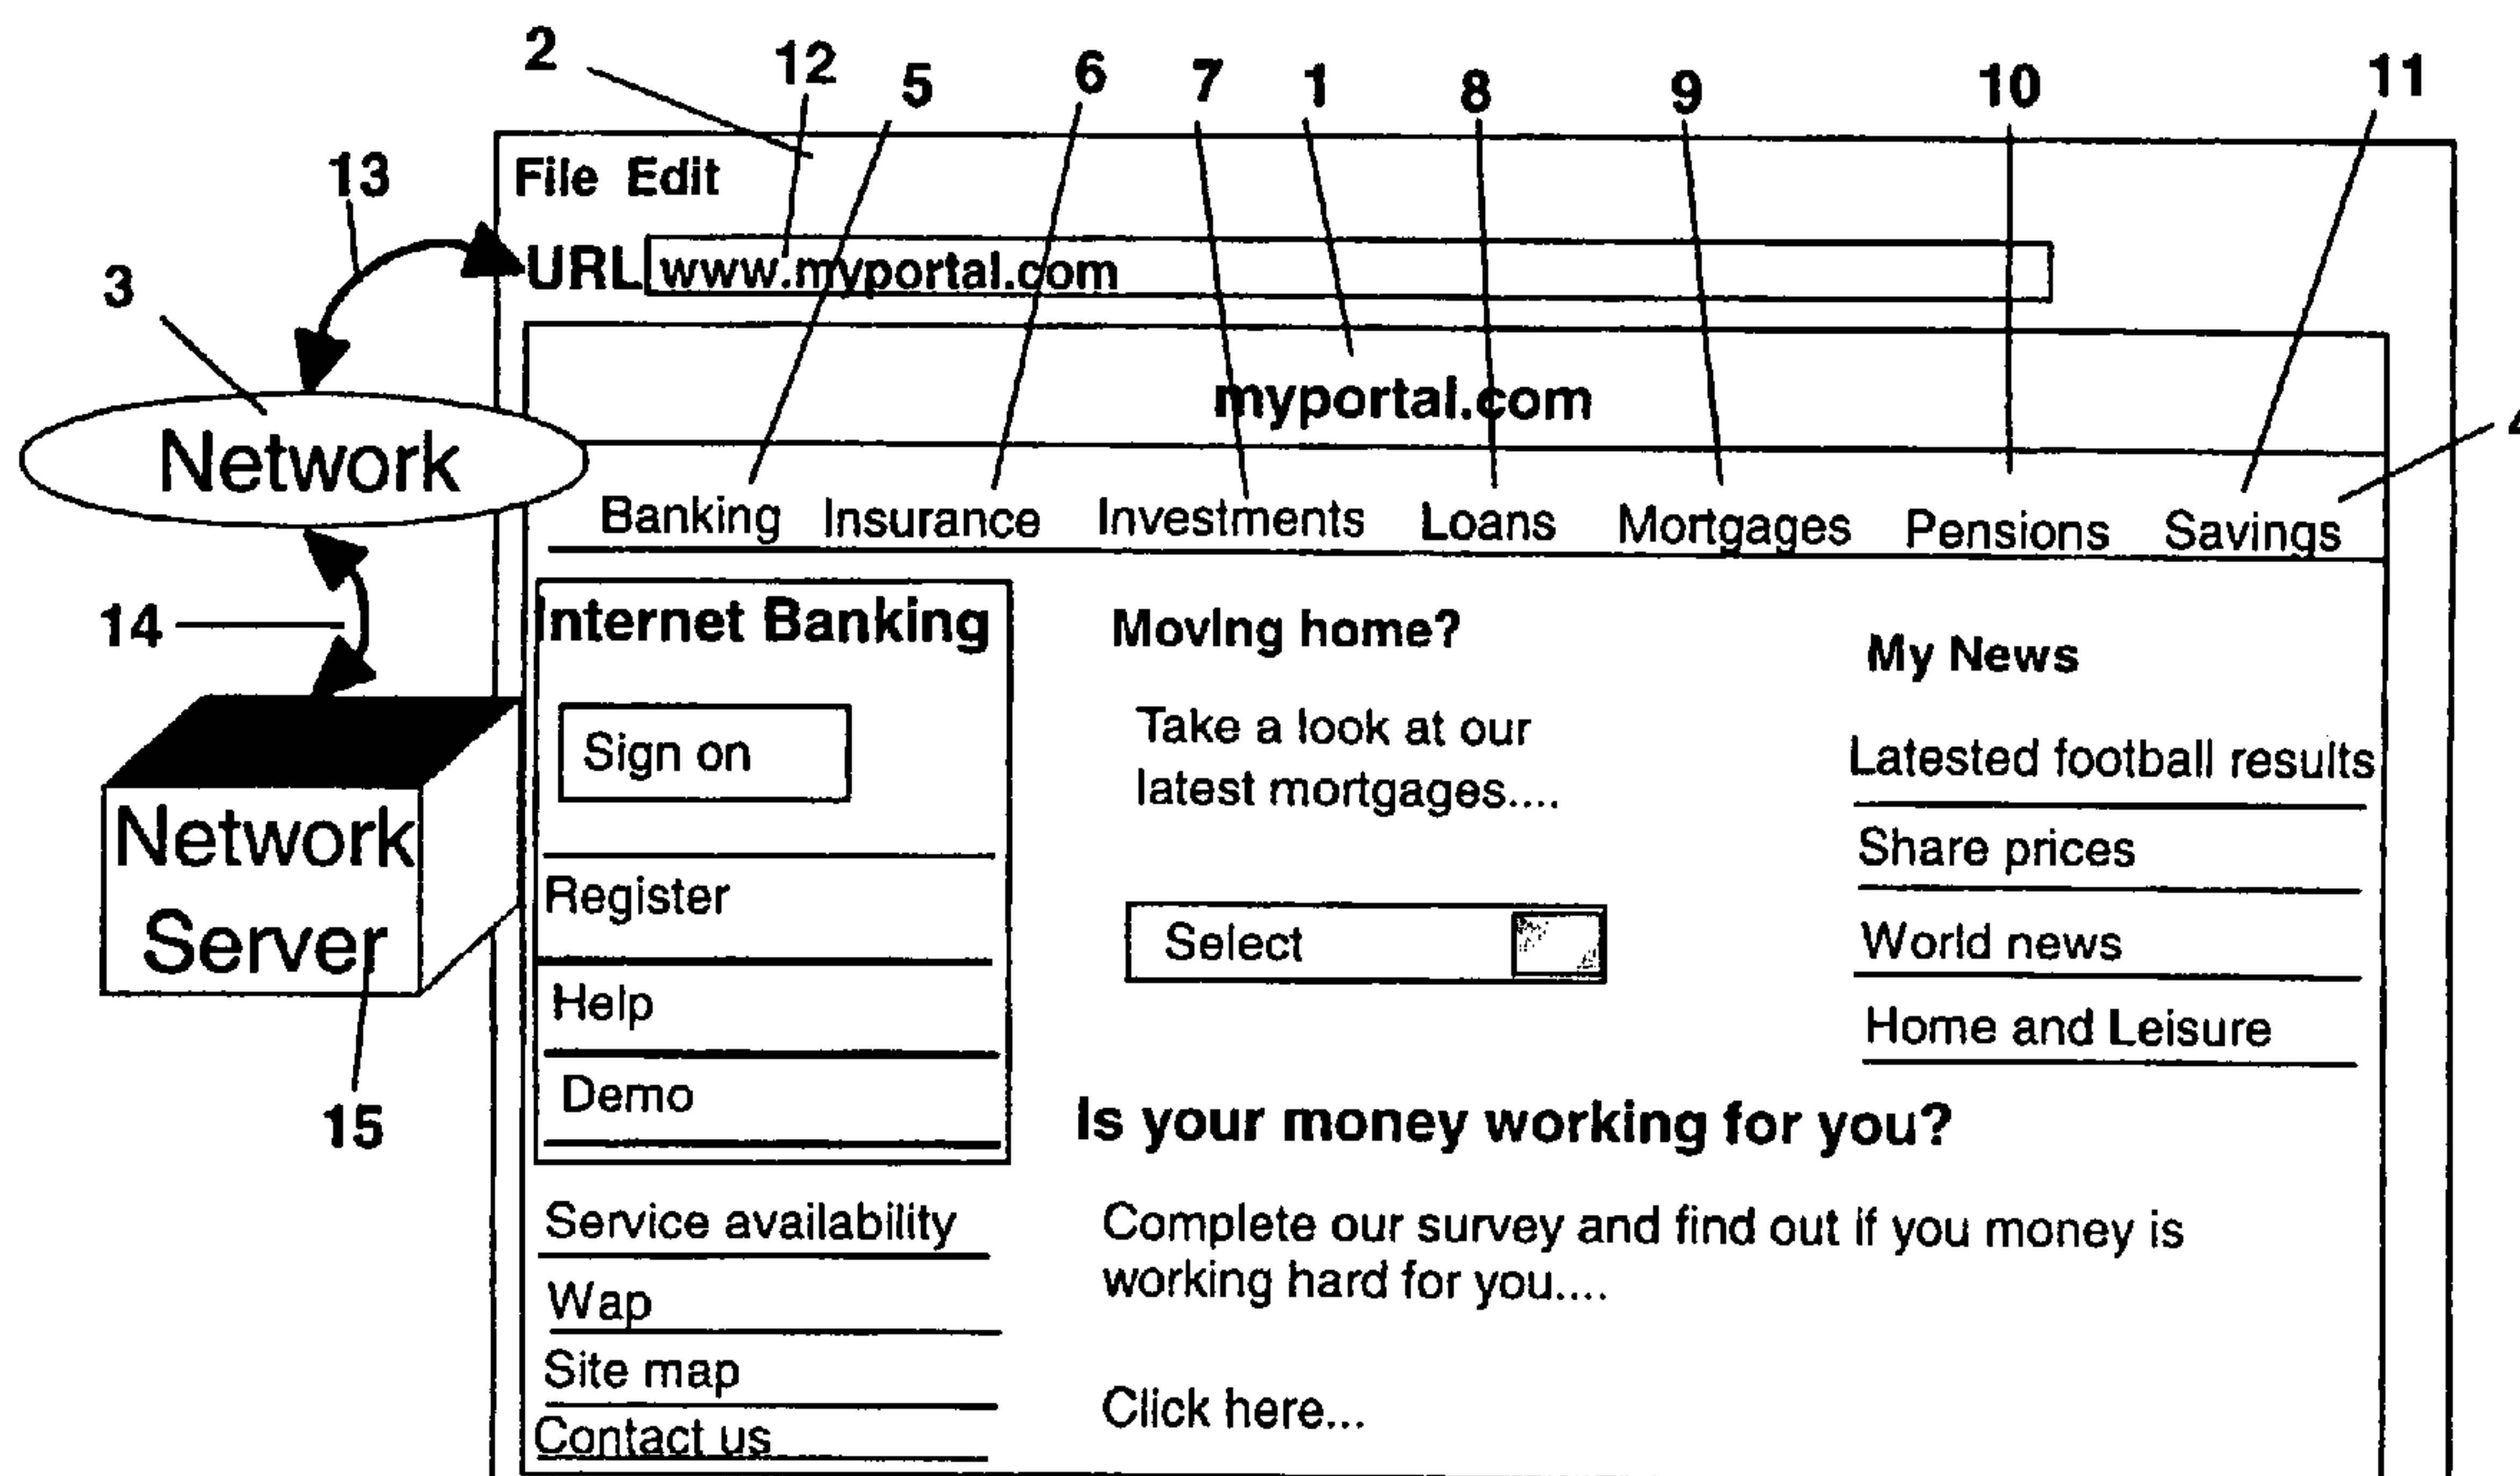 2 12 5 6 7 1 8 9 10 11
13
File Edit
URL www.myportal.com
3
myportal.com
4
Network
Banking Insurance Investments Loans Mortgages Pensions Savings
14
Internet Banking
Sign on
Register
Help
Demo
Network
Server
15
Service availability
Wap
Site map
Contact us
Moving home?
Take a look at our
latest mortgages....
Select
My News
Latested football results
Share prices
World news
Home and Leisure
Is your money working for you?
Complete our survey and find out if you money is
working hard for you....
Click here...